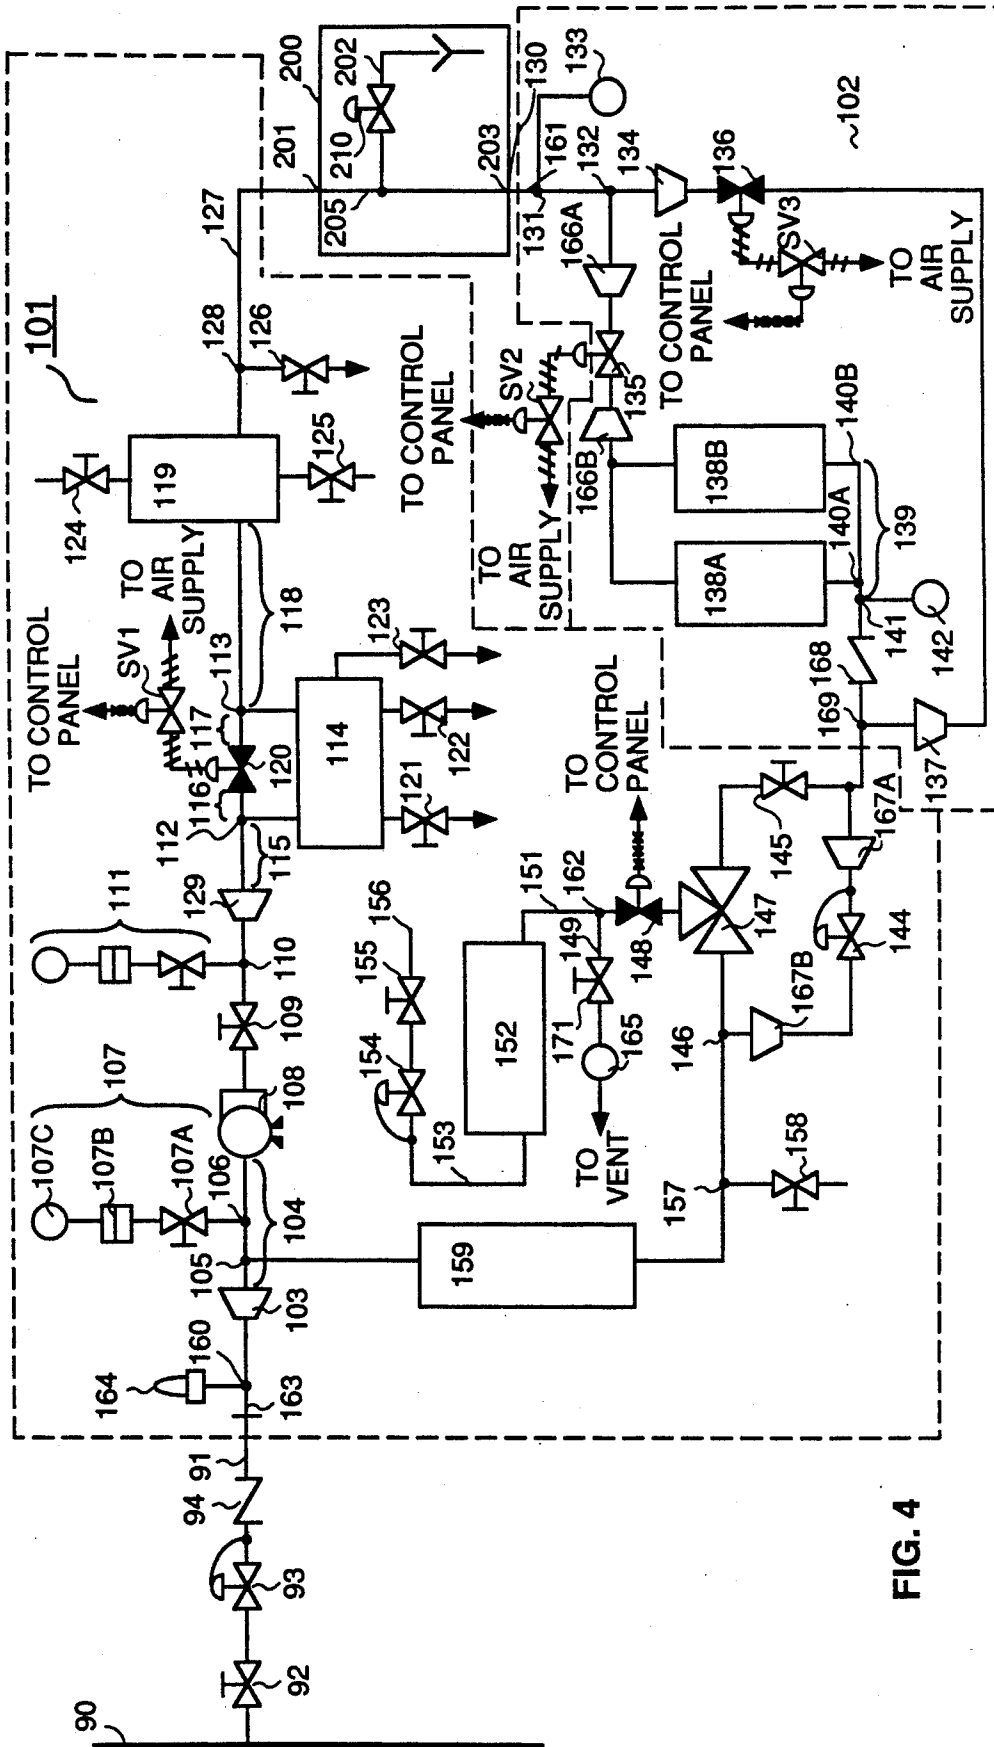 101
TO CONTROL
PANEL
SV1
TO
AIR
SUPPLY
124
119
125
128
126
127
201
200
202
210
205
203
130
133
161
131
132
134
136
~102
166A
TO CONTROL
PANEL
SV3
TO
AIR
SUPPLY
TO CONTROL
PANEL
SV2
135
166B
TO
AIR
SUPPLY
138B
138A
140B
140A
139
141
142
168
169
137
118
113
117
120
116
112
115
129
114
123
122
121
111
110
109
108
107
107C
107B
107A
106
104
105
103
160
164
163
91
94
93
92
90
156
155
154
153
152
151
162
149
171
165
TO
VENT
148
TO
CONTROL
PANEL
147
145
167A
144
167B
146
157
158
159
FIG. 4